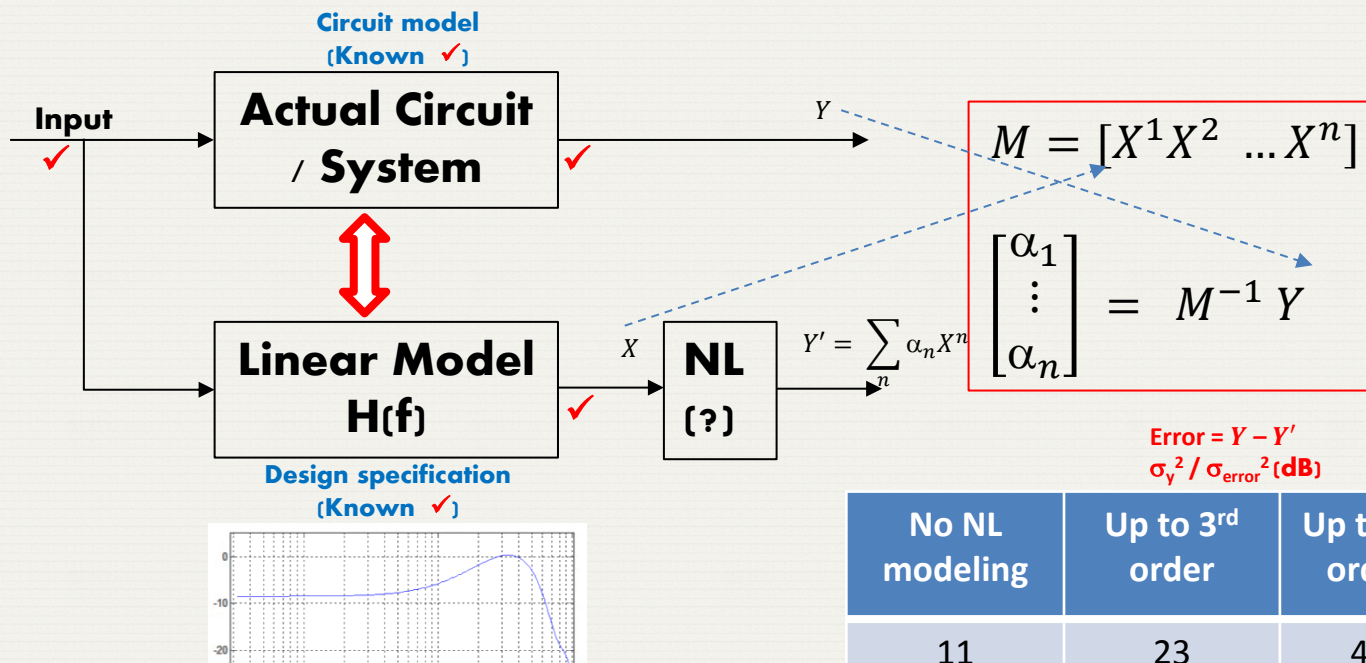 Circuit model
(Known ✓)
Input
Actual Circuit
/ System
Y
M = [X¹X² … Xⁿ]
[α₁ ⋮ αₙ] = M⁻¹ Y
Linear Model
H(f)
X
NL
(?)
Y′ = ∑ₙ αₙXⁿ
Design specification
(Known ✓)
Error = Y − Y′
σy² / σerror² (dB)
No NL modeling
Up to 3rd order
11
23
0
-10
-20